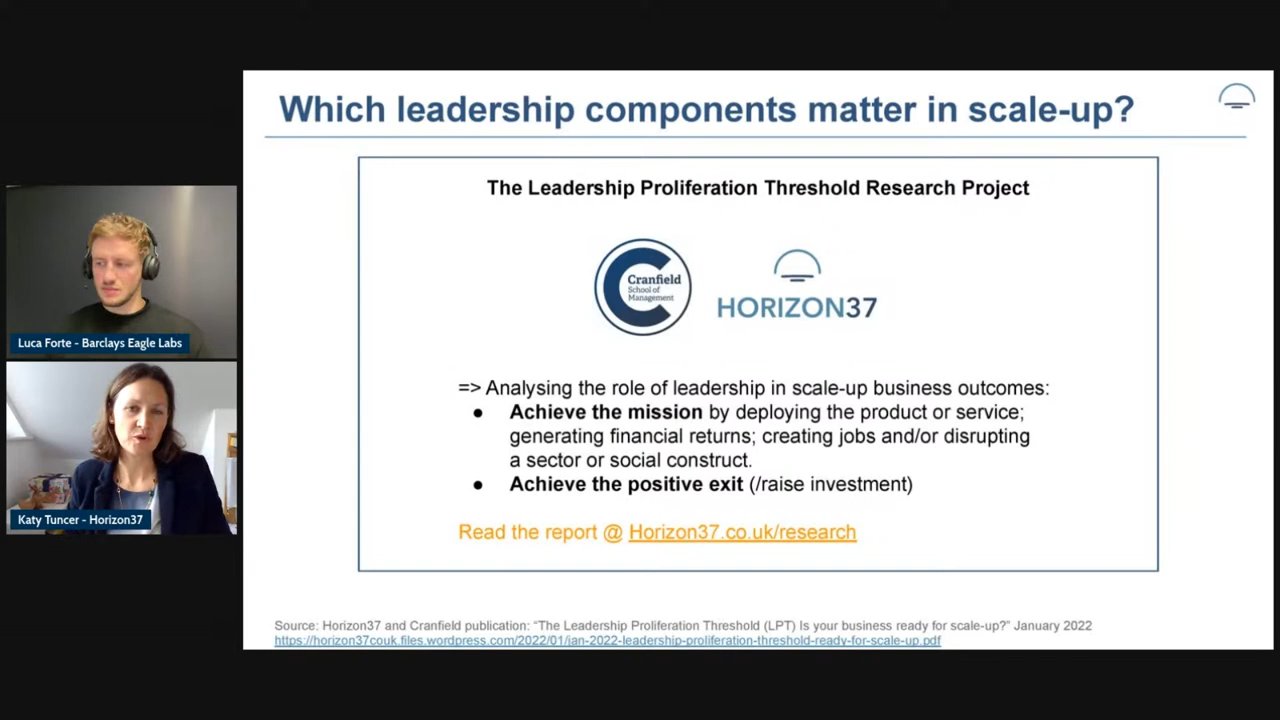 Which leadership components matter in scale-up?
The Leadership Proliferation Threshold Research Project
Cranfield
School of
Management
HORIZON37
=> Analysing the role of leadership in scale-up business outcomes:
● Achieve the mission by deploying the product or service;
generating financial returns; creating jobs and/or disrupting
a sector or social construct.
● Achieve the positive exit (/raise investment)
Read the report @ Horizon37.co.uk/research
Source: Horizon37 and Cranfield publication: “The Leadership Proliferation Threshold (LPT) Is your business ready for scale-up?” January 2022
https://horizon37couk.files.wordpress.com/2022/01/jan-2022-leadership-proliferation-threshold-ready-for-scale-up.pdf
Luca Forte - Barclays Eagle Labs
Katy Tuncer - Horizon37